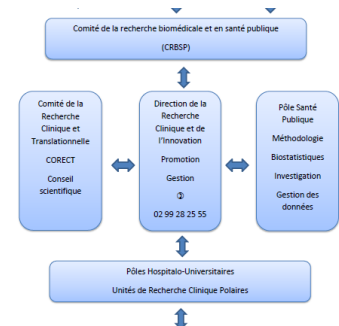 Comité de la recherche biomédicale et en santé publique
(CRBSP)
Comité de la
Recherche
Clinique et
Translationnelle
CORECT
Conseil
scientifique
Direction de la
Recherche
Clinique et de
l'Innovation
Promotion
Gestion
02 99 28 25 55
Pôle Santé
Publique
Méthodologie
Biostatistiques
Investigation
Gestion des
données
Pôles Hospitalo-Universitaires
Unités de Recherche Clinique Polaires